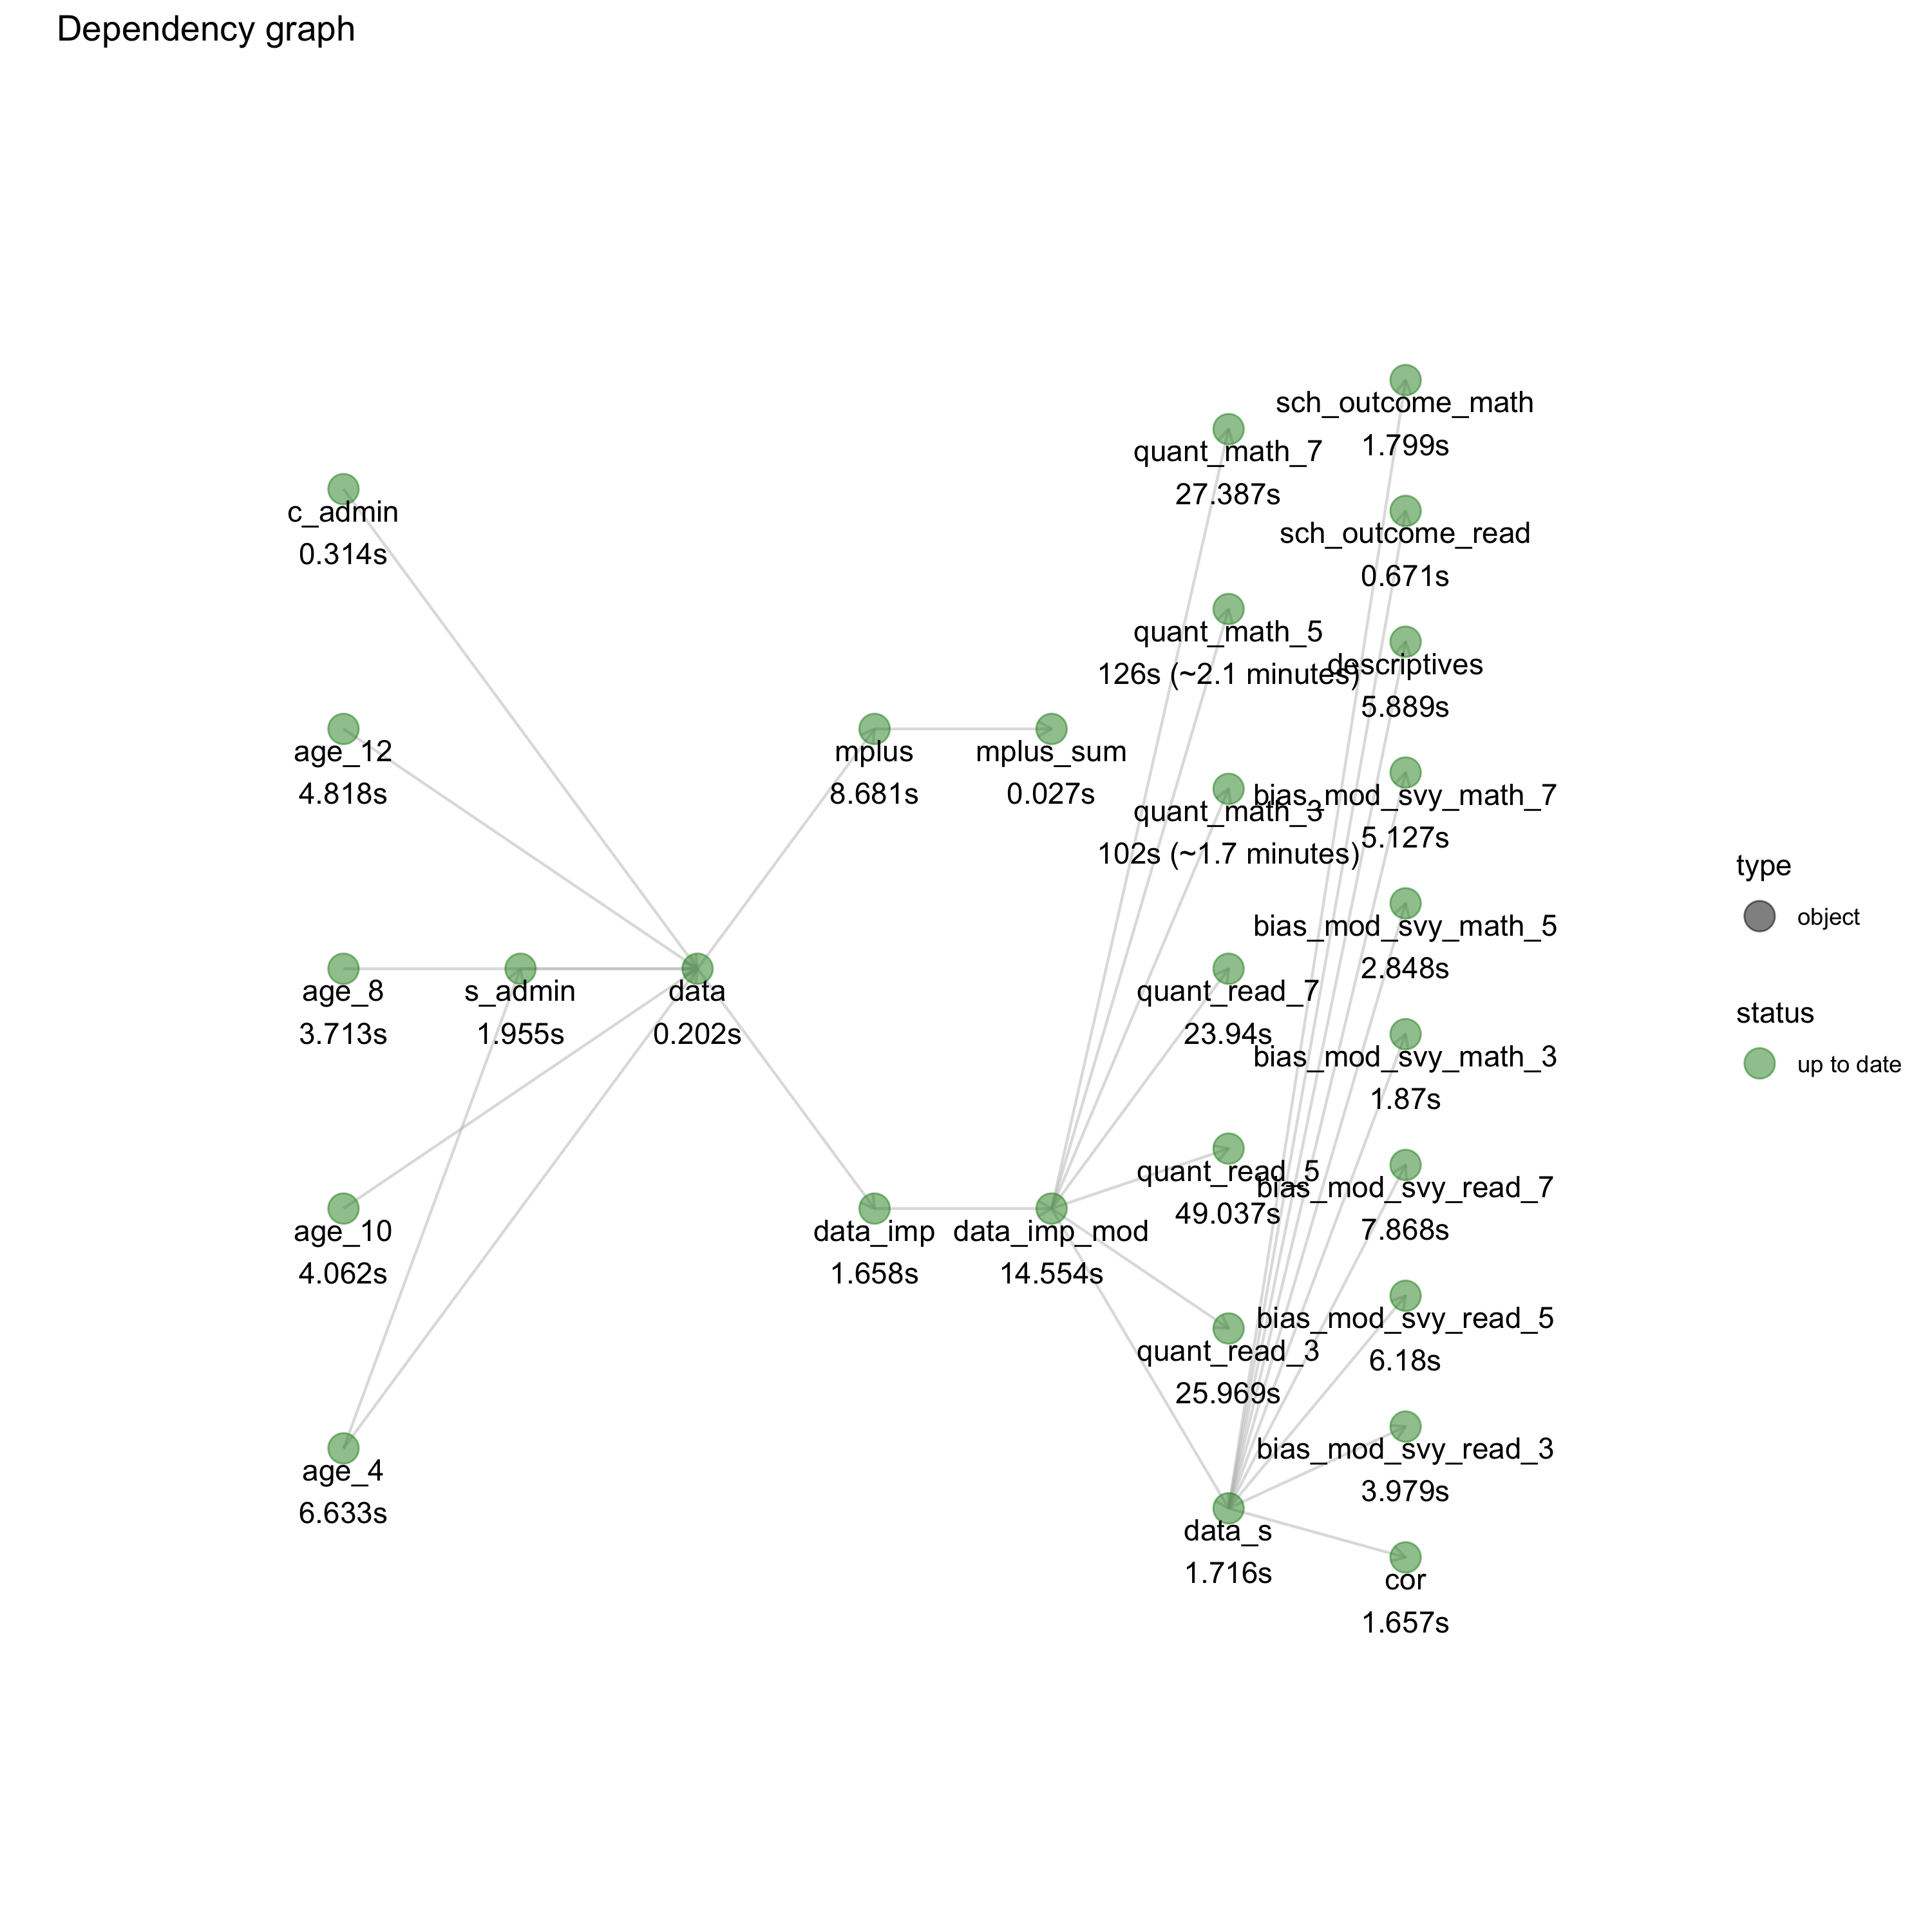 Dependency graph
c_admin
0.314s
age_12
4.818s
age_8
3.713s
age_10
4.062s
age_4
6.633s
s_admin
1.955s
data
0.202s
mplus
8.681s
data_imp
1.658s
mplus_sum
0.027s
data_imp_mod
14.554s
quant_math_7
27.387s
quant_math_5
126s (~2.1 minutes)
quant_math_3
102s (~1.7 minutes)
quant_read_7
23.94s
quant_read_5
49.037s
quant_read_3
25.969s
data_s
1.716s
sch_outcome_math
1.799s
sch_outcome_read
0.671s
descriptives
5.889s
bias_mod_svy_math_7
5.127s
bias_mod_svy_math_5
2.848s
bias_mod_svy_math_3
1.87s
bias_mod_svy_read_7
7.868s
bias_mod_svy_read_5
6.18s
bias_mod_svy_read_3
3.979s
cor
1.657s
type
object
status
up to date